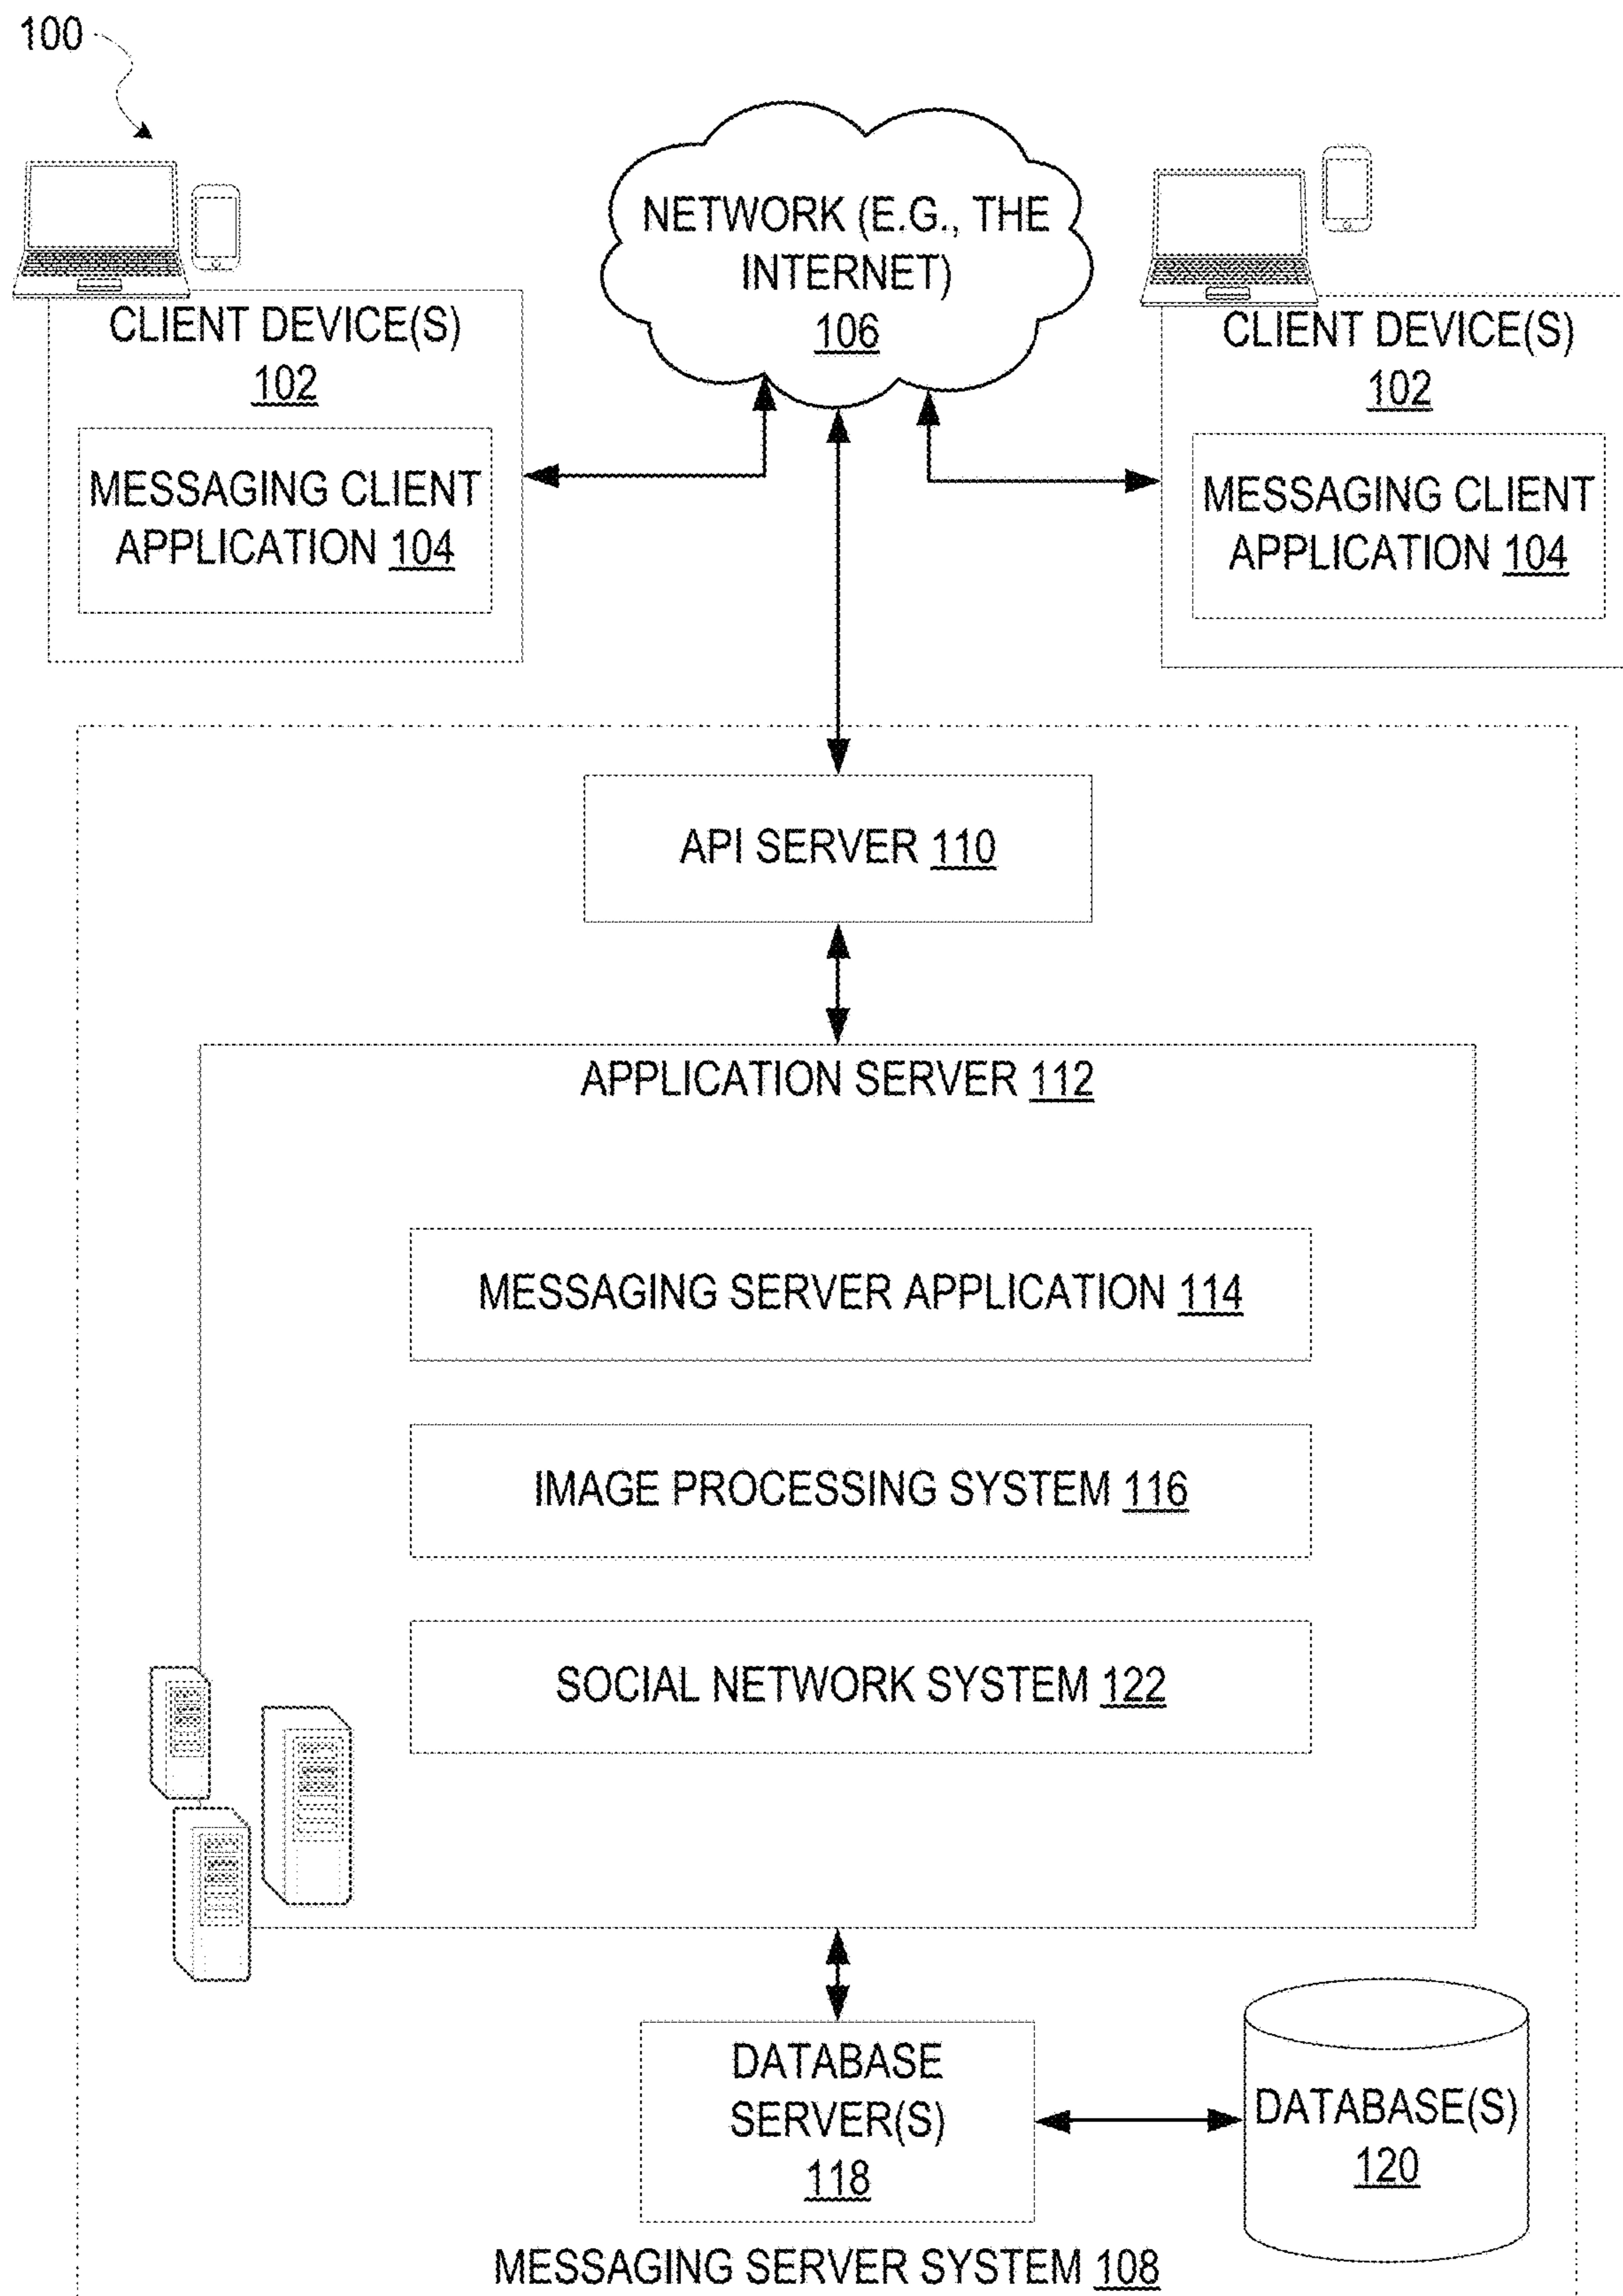 100
NETWORK (E.G., THE
INTERNET)
106
CLIENT DEVICE(S)
102
MESSAGING CLIENT
APPLICATION 104
CLIENT DEVICE(S)
102
MESSAGING CLIENT
APPLICATION 104
API SERVER 110
APPLICATION SERVER 112
MESSAGING SERVER APPLICATION 114
IMAGE PROCESSING SYSTEM 116
SOCIAL NETWORK SYSTEM 122
DATABASE
SERVER(S)
118
DATABASE(S)
120
MESSAGING SERVER SYSTEM 108